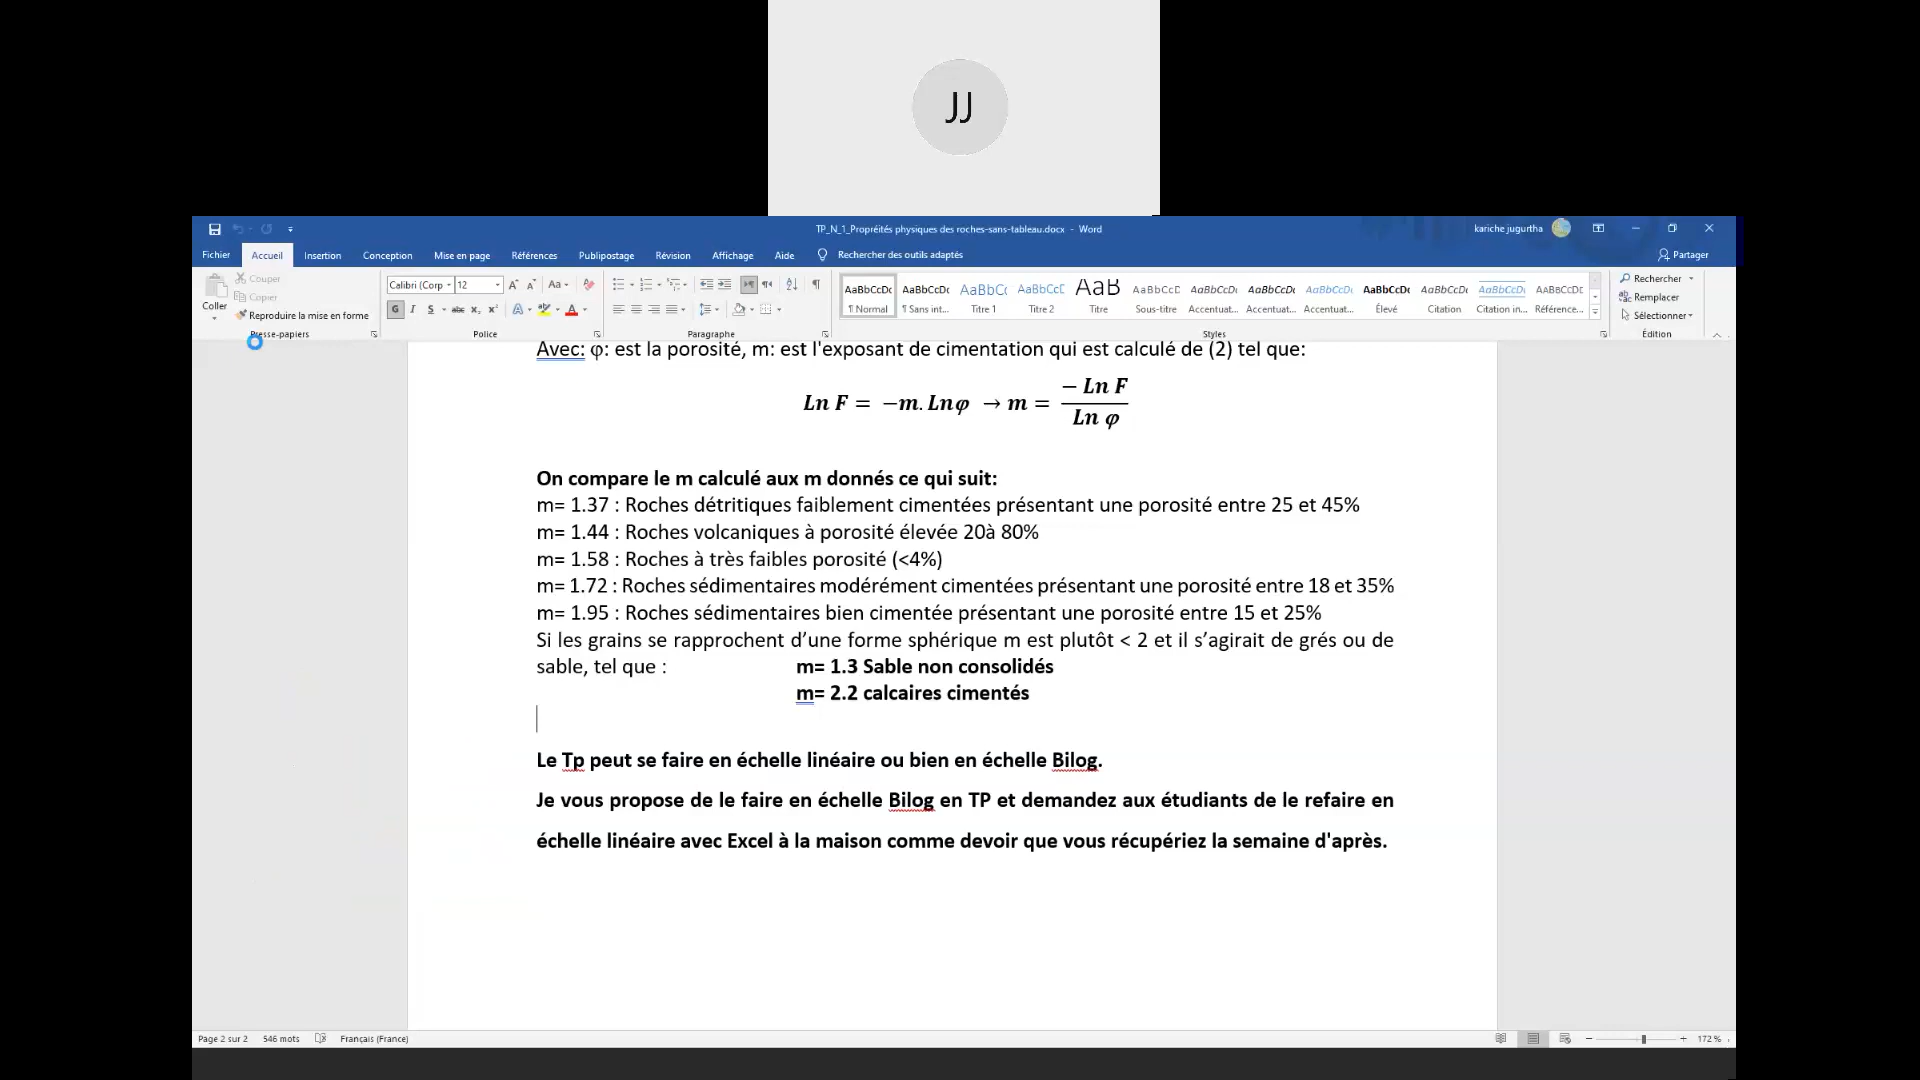 JJ
TP_N_1_Propréités physiques des roches-sans-tableau.docx - Word
kariche jugurtha
Fichier Accueil Insertion Conception Mise en page Références Publipostage Révision Affichage Aide Rechercher des outils adaptés Partager
Coller
Couper
Copier
Reproduire la mise en forme
Presse-papiers
Calibri (Corp 12
G I S abc x₂ x²
Police
Paragraphe
AaBbCcDc AaBbCcDc AaBbCc AaBbCcC AaB AaBbCcC AaBbCcDc AaBbCcDc AaBbCcDc AaBbCcDc AaBbCcDc AaBbCcDc AABBCCDC
¶ Normal ¶ Sans int... Titre 1 Titre 2 Titre Sous-titre Accentuat... Accentuat... Accentuat... Élevé Citation Citation in... Référence...
Styles
Rechercher
Remplacer
Sélectionner
Édition
Avec: φ: est la porosité, m: est l'exposant de cimentation qui est calculé de (2) tel que:
Ln F = −m. Lnφ → m = − Ln F / Ln φ
On compare le m calculé aux m donnés ce qui suit:
m= 1.37 : Roches détritiques faiblement cimentées présentant une porosité entre 25 et 45%
m= 1.44 : Roches volcaniques à porosité élevée 20à 80%
m= 1.58 : Roches à très faibles porosité (<4%)
m= 1.72 : Roches sédimentaires modérément cimentées présentant une porosité entre 18 et 35%
m= 1.95 : Roches sédimentaires bien cimentée présentant une porosité entre 15 et 25%
Si les grains se rapprochent d’une forme sphérique m est plutôt < 2 et il s’agirait de grés ou de
sable, tel que : m= 1.3 Sable non consolidés
m= 2.2 calcaires cimentés
Le Tp peut se faire en échelle linéaire ou bien en échelle Bilog.
Je vous propose de le faire en échelle Bilog en TP et demandez aux étudiants de le refaire en
échelle linéaire avec Excel à la maison comme devoir que vous récupériez la semaine d'après.
Page 2 sur 2 546 mots Français (France) 172 %